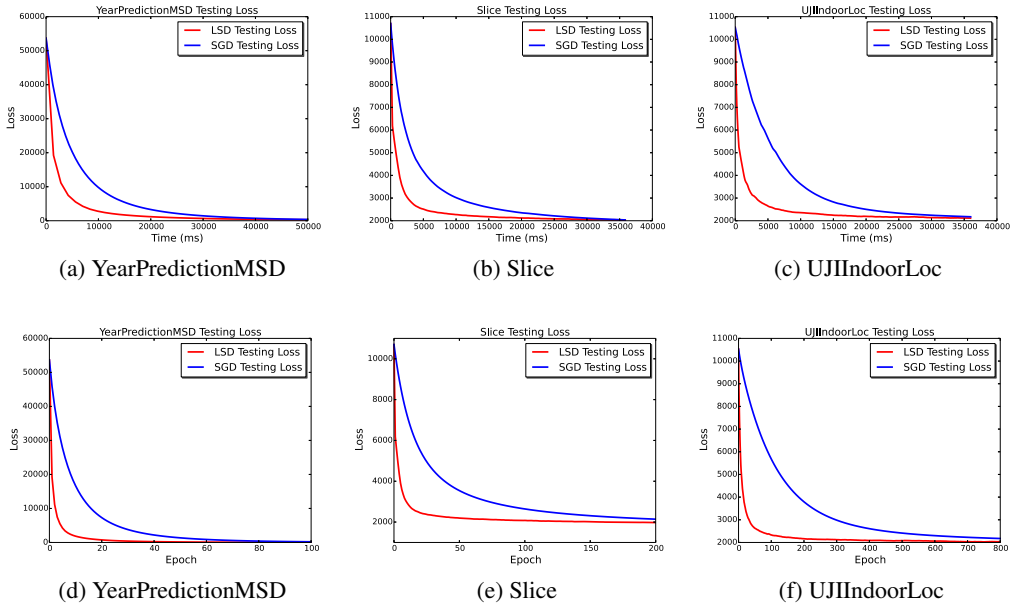 YearPredictionMSD Testing Loss
LSD Testing Loss
SGD Testing Loss
Loss
60000
50000
40000
30000
20000
10000
0
0 10000 20000 30000 40000 50000
Time (ms)
(a) YearPredictionMSD
Slice Testing Loss
LSD Testing Loss
SGD Testing Loss
Loss
11000
10000
9000
8000
7000
6000
5000
4000
3000
2000
0 5000 10000 15000 20000 25000 30000 35000 40000
Time (ms)
(b) Slice
UJIIndoorLoc Testing Loss
LSD Testing Loss
SGD Testing Loss
Loss
11000
10000
9000
8000
7000
6000
5000
4000
3000
2000
0 5000 10000 15000 20000 25000 30000 35000 40000
Time (ms)
(c) UJIIndoorLoc
YearPredictionMSD Testing Loss
LSD Testing Loss
SGD Testing Loss
Loss
60000
50000
40000
30000
20000
10000
0
0 20 40 60 80 100
Epoch
(d) YearPredictionMSD
Slice Testing Loss
LSD Testing Loss
SGD Testing Loss
Loss
10000
8000
6000
4000
2000
0 50 100 150 200
Epoch
(e) Slice
UJIIndoorLoc Testing Loss
LSD Testing Loss
SGD Testing Loss
Loss
11000
10000
9000
8000
7000
6000
5000
4000
3000
2000
0 100 200 300 400 500 600 700 800
Epoch
(f) UJIIndoorLoc